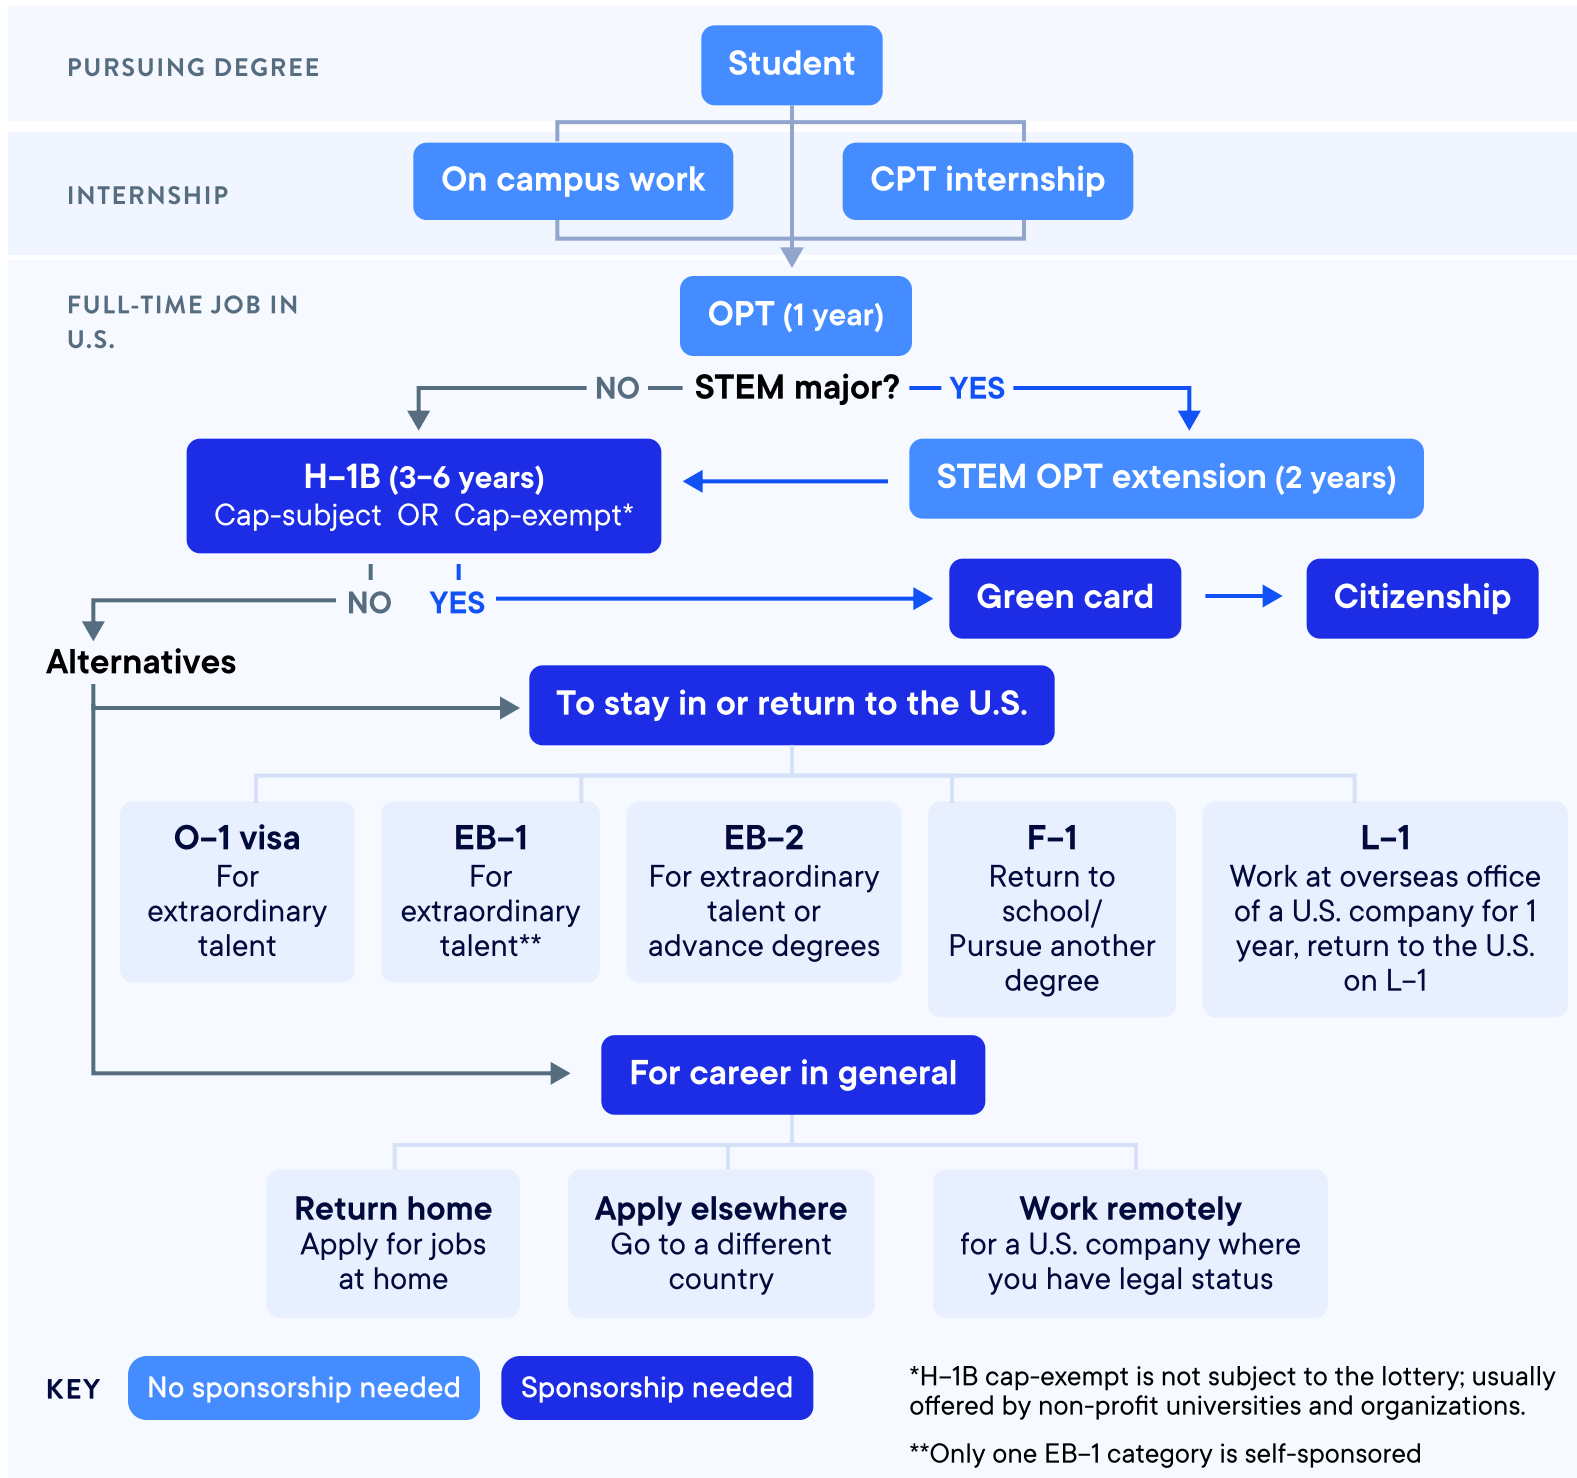 PURSUING DEGREE
Student
INTERNSHIP
On campus work
CPT internship
FULL-TIME JOB IN
U.S.
OPT (1 year)
NO
STEM major?
YES
H-1B (3-6 years)
Cap-subject OR Cap-exempt*
STEM OPT extension (2 years)
NO
YES
Green card
Citizenship
Alternatives
To stay in or return to the U.S.
O-1 visa
For
extraordinary
talent
EB-1
For
extraordinary
talent**
EB-2
For extraordinary
talent or
advance degrees
F-1
Return to
school/
Pursue another
degree
L-1
Work at overseas office
of a U.S. company for 1
year, return to the U.S.
on L-1
For career in general
Return home
Apply for jobs
at home
Apply elsewhere
Go to a different
country
Work remotely
for a U.S. company where
you have legal status
KEY
No sponsorship needed
Sponsorship needed
*H-1B cap-exempt is not subject to the lottery; usually
offered by non-profit universities and organizations.
**Only one EB-1 category is self-sponsored